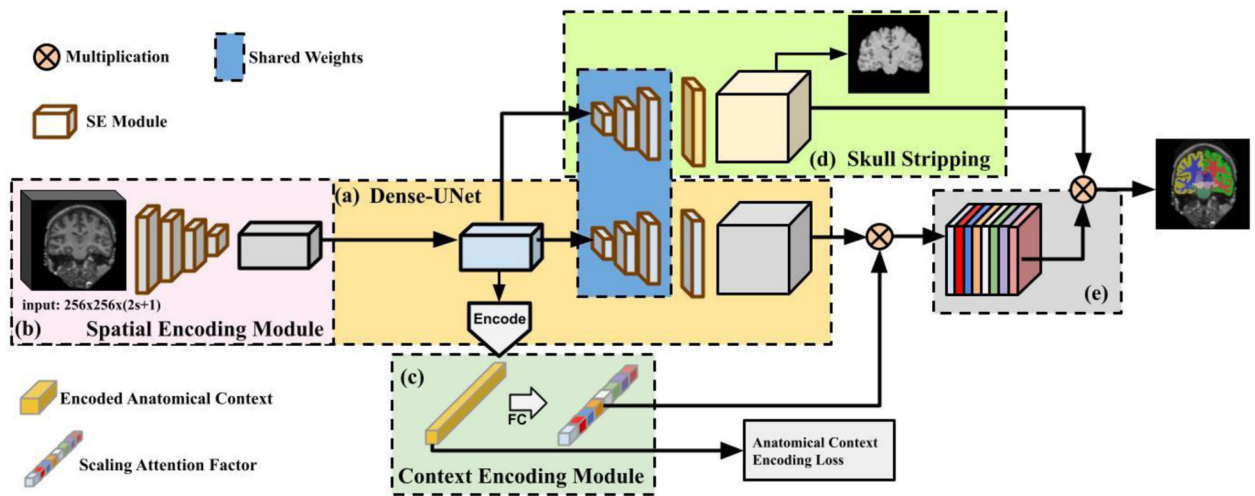 Multiplication
Shared Weights
SE Module
(d) Skull Stripping
(a) Dense-UNet
input: 256x256x(2s+1)
(b) Spatial Encoding Module
Encode
(e)
(c)
FC
Context Encoding Module
Encoded Anatomical Context
Scaling Attention Factor
Anatomical Context
Encoding Loss